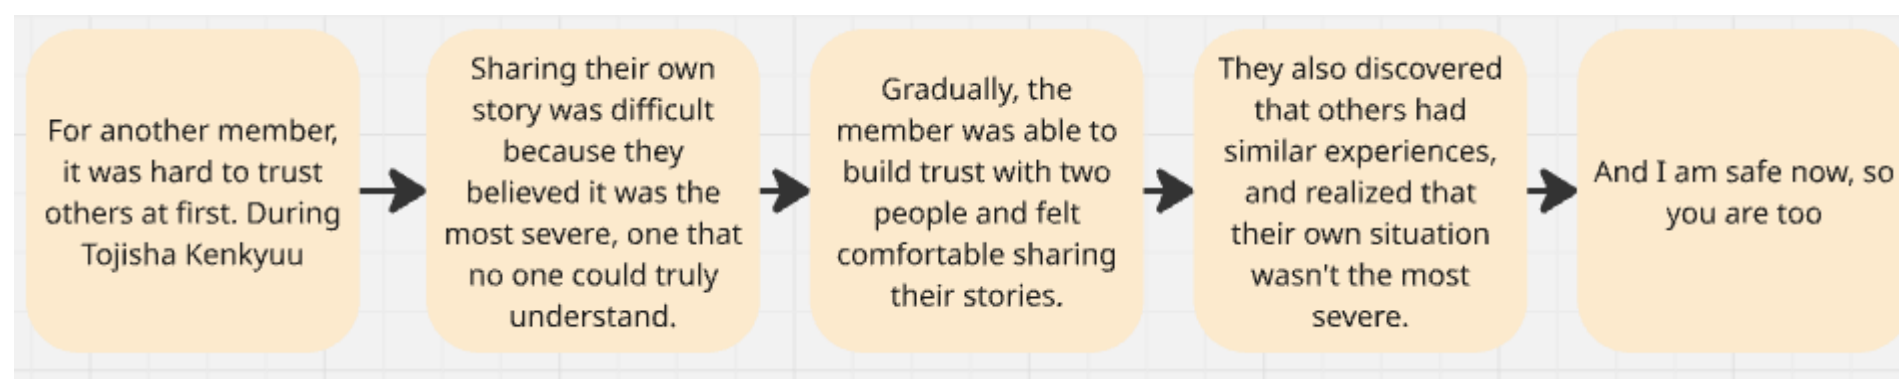 For another member,
it was hard to trust
others at first. During
Tojisha Kenkyuu
Sharing their own
story was difficult
because they
believed it was the
most severe, one that
no one could truly
understand.
Gradually, the
member was able to
build trust with two
people and felt
comfortable sharing
their stories.
They also discovered
that others had
similar experiences,
and realized that
their own situation
wasn't the most
severe.
And I am safe now, so
you are too